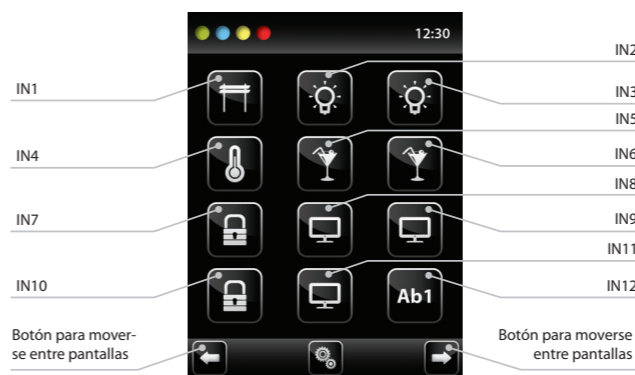 12:30
IN2
IN1
IN3
IN5
IN4
IN6
IN8
IN7
IN9
IN11
IN10
IN12
Ab1
Botón para mover-
se entre pantallas
Botón para moverse
entre pantallas